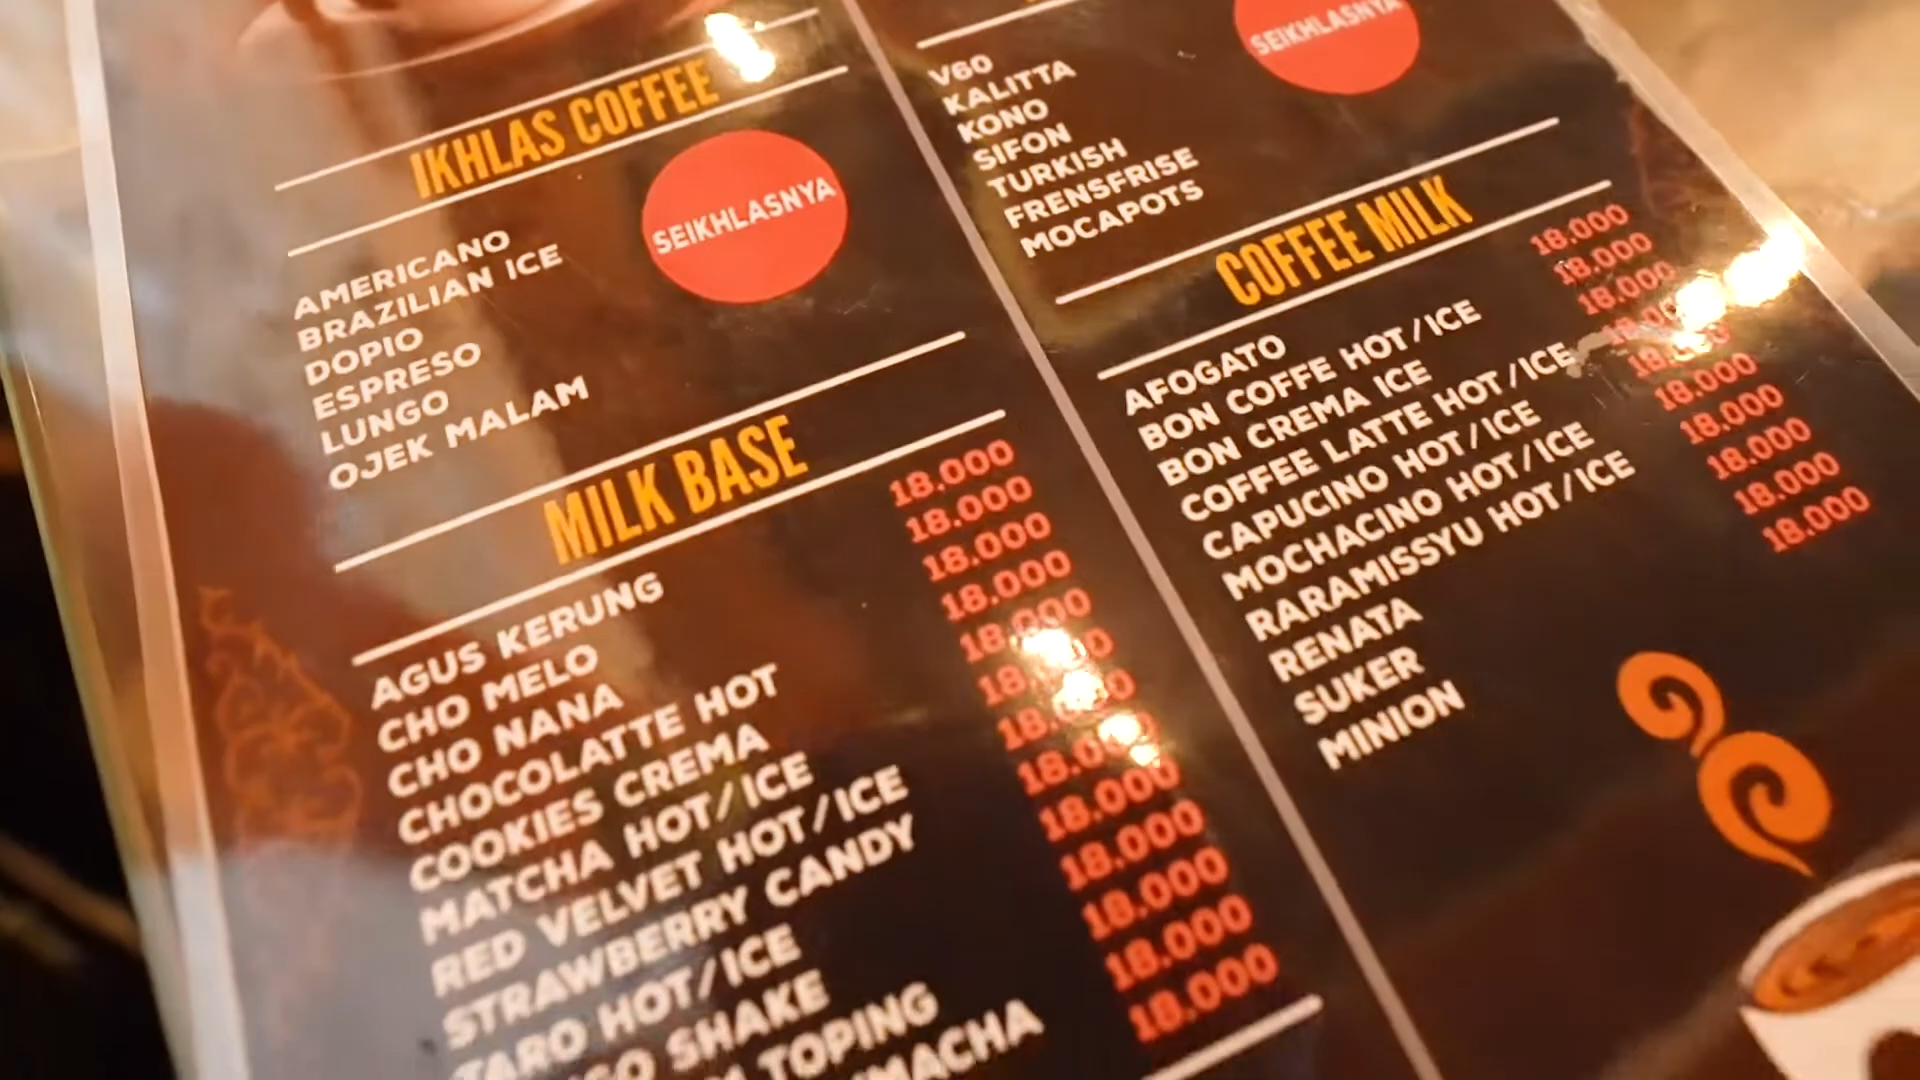 IKHLAS COFFEE
SEIKHLASNYA
AMERICANO
BRAZILIAN ICE
DOPIO
ESPRESO
LUNGO
OJEK MALAM
MILK BASE
AGUS KERUNG 18.000
CHO MELO 18.000
CHO NANA 18.000
CHOCOLATTE HOT 18.000
COOKIES CREMA 18.000
MATCHA HOT/ICE 18.000
RED VELVET HOT/ICE 18.000
STRAWBERRY CANDY 18.000
TARO HOT/ICE 18.000
SHAKE 18.000
TOPING 18.000
18.000
18.000
SEIKHLASNYA
V60
KALITTA
KONO
SIFON
TURKISH
FRENSFRISE
MOCAPOTS
COFFEE MILK
AFOGATO 18.000
BON COFFE HOT/ICE 18.000
BON CREMA ICE 18.000
COFFEE LATTE HOT/ICE 18.000
CAPUCINO HOT/ICE 18.000
MOCHACINO HOT/ICE 18.000
RARAMISSYU HOT/ICE 18.000
RENATA 18.000
SUKER 18.000
MINION 18.000